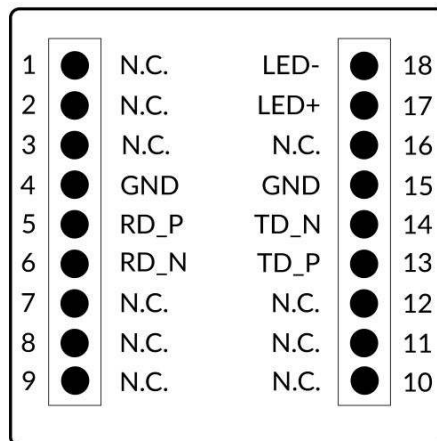 1 N.C. LED- 18
2 N.C. LED+ 17
3 N.C. N.C. 16
4 GND GND 15
5 RD_P TD_N 14
6 RD_N TD_P 13
7 N.C. N.C. 12
8 N.C. N.C. 11
9 N.C. N.C. 10